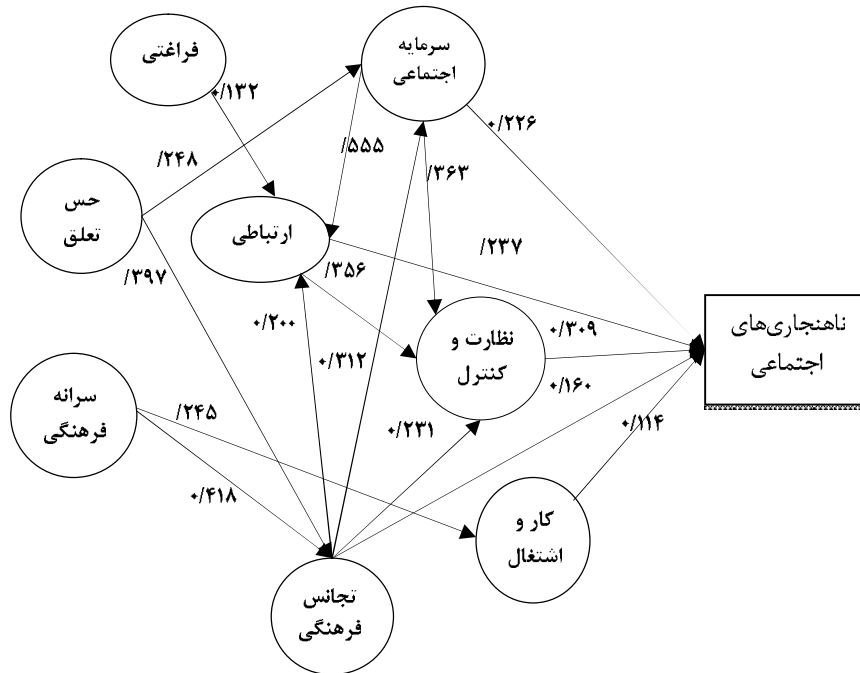 فراغتی
سرمایه
اجتماعی
۰/۱۳۲
۰/۲۲۶
/۵۵۵
/۲۴۸
/۳۶۳
حس
تعلق
ارتباطی
/۲۳۷
/۳۵۶
/۳۹۷
۰/۲۰۰
۰/۳۰۹
ناهنجاری‌های
اجتماعی
نظارت و
کنترل
۰/۳۱۲
۰/۱۶۰
سرانه
فرهنگی
/۲۴۵
۰/۲۳۱
۰/۱۱۴
۰/۴۱۸
کار و
اشتغال
تجانس
فرهنگی